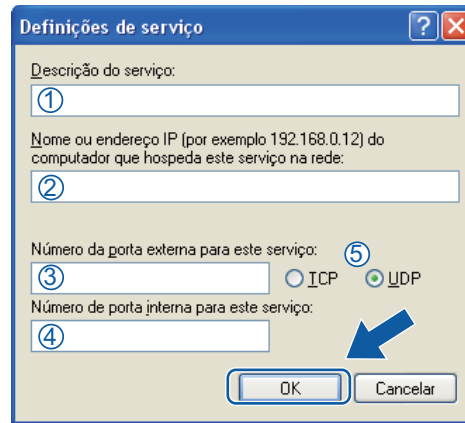 Definições de serviço
Descrição do serviço:
①
Nome ou endereço IP (por exemplo 192.168.0.12) do
computador que hospeda este serviço na rede:
②
Número da porta externa para este serviço: ⑤
③ TCP UDP
Número de porta interna para este serviço:
④
OK Cancelar